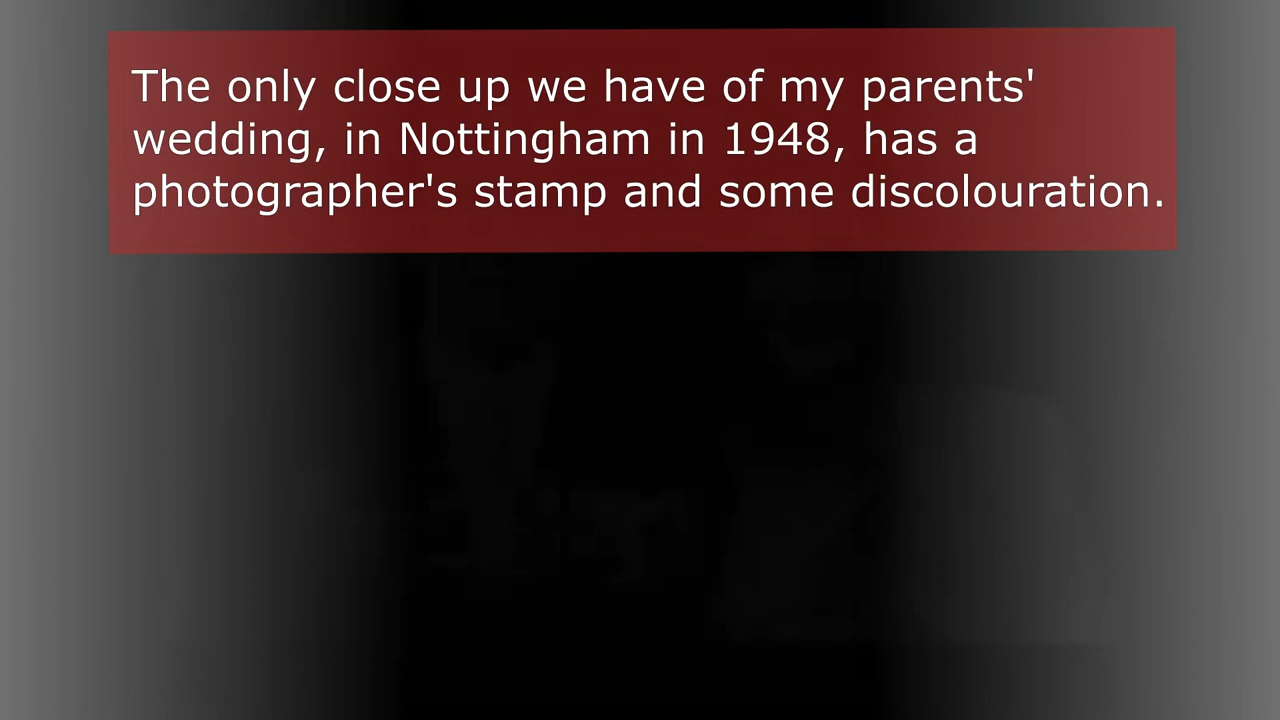 The only close up we have of my parents'
wedding, in Nottingham in 1948, has a
photographer's stamp and some discolouration.